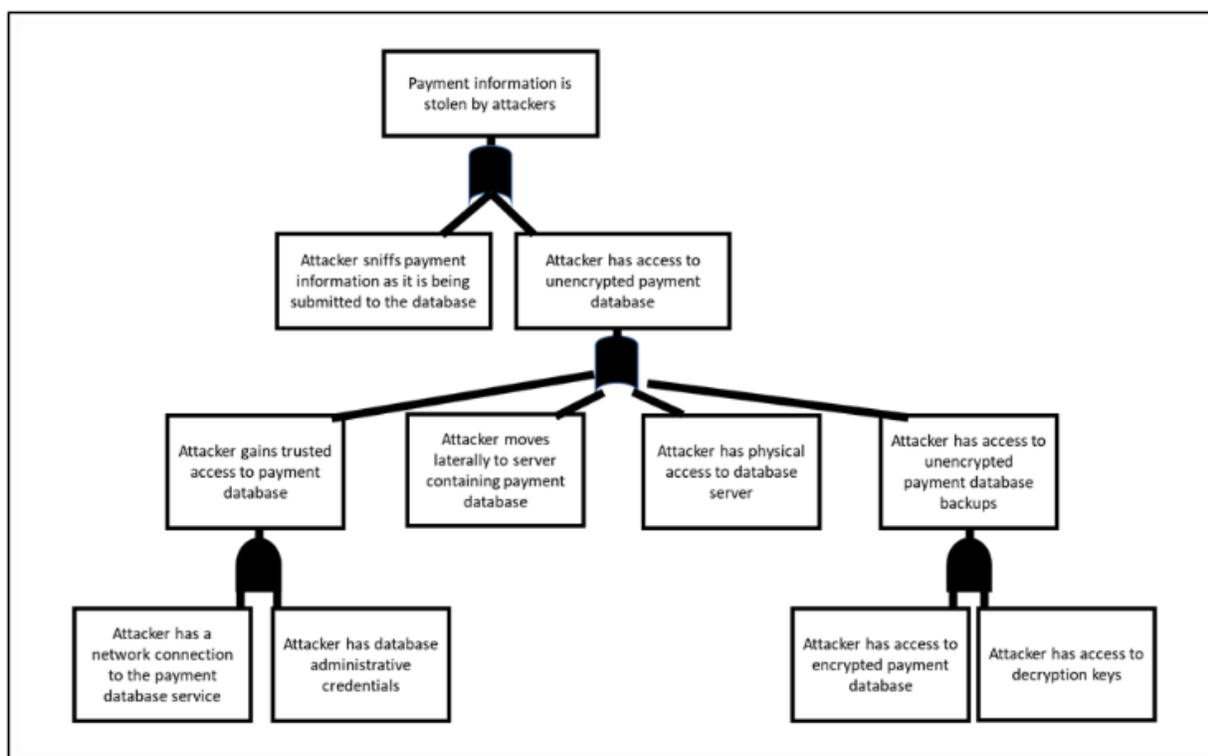 Payment information is
stolen by attackers
Attacker sniffs payment
information as it is being
submitted to the database
Attacker has access to
unencrypted payment
database
Attacker gains trusted
access to payment
database
Attacker moves
laterally to server
containing payment
database
Attacker has physical
access to database
server
Attacker has access to
unencrypted
payment database
backups
Attacker has a
network connection
to the payment
database service
Attacker has database
administrative
credentials
Attacker has access to
encrypted payment
database
Attacker has access to
decryption keys